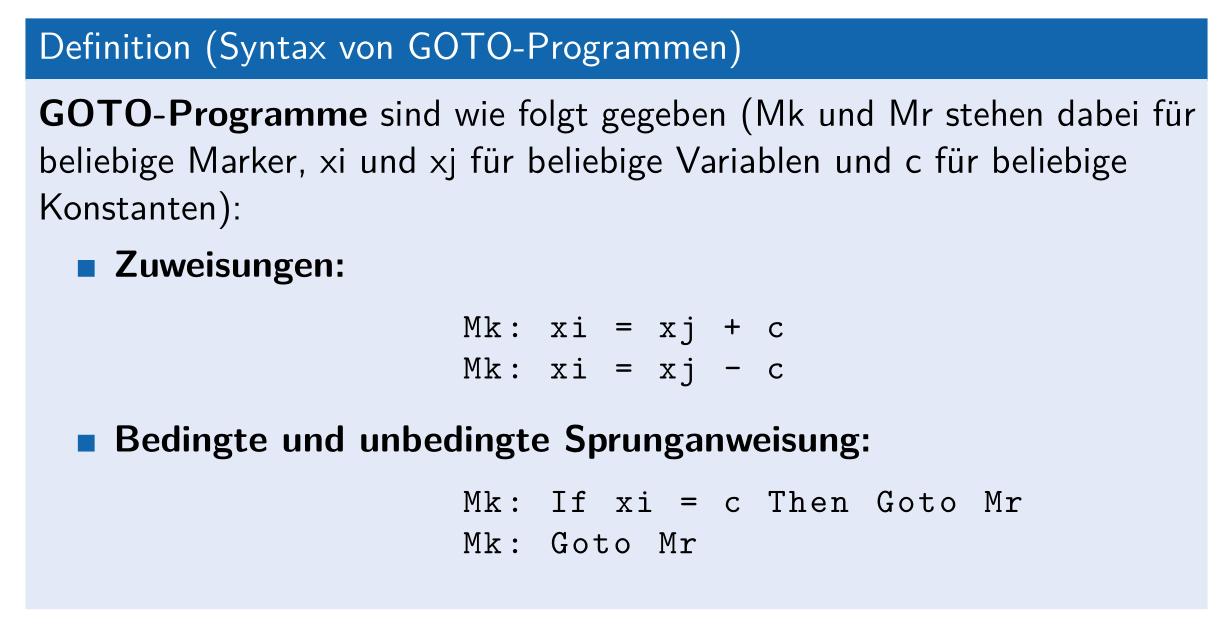 Definition (Syntax von GOTO-Programmen)
GOTO-Programme sind wie folgt gegeben (Mk und Mr stehen dabei für
beliebige Marker, xi und xj für beliebige Variablen und c für beliebige
Konstanten):
■ Zuweisungen:
Mk: xi = xj + c
Mk: xi = xj - c
■ Bedingte und unbedingte Sprunganweisung:
Mk: If xi = c Then Goto Mr
Mk: Goto Mr